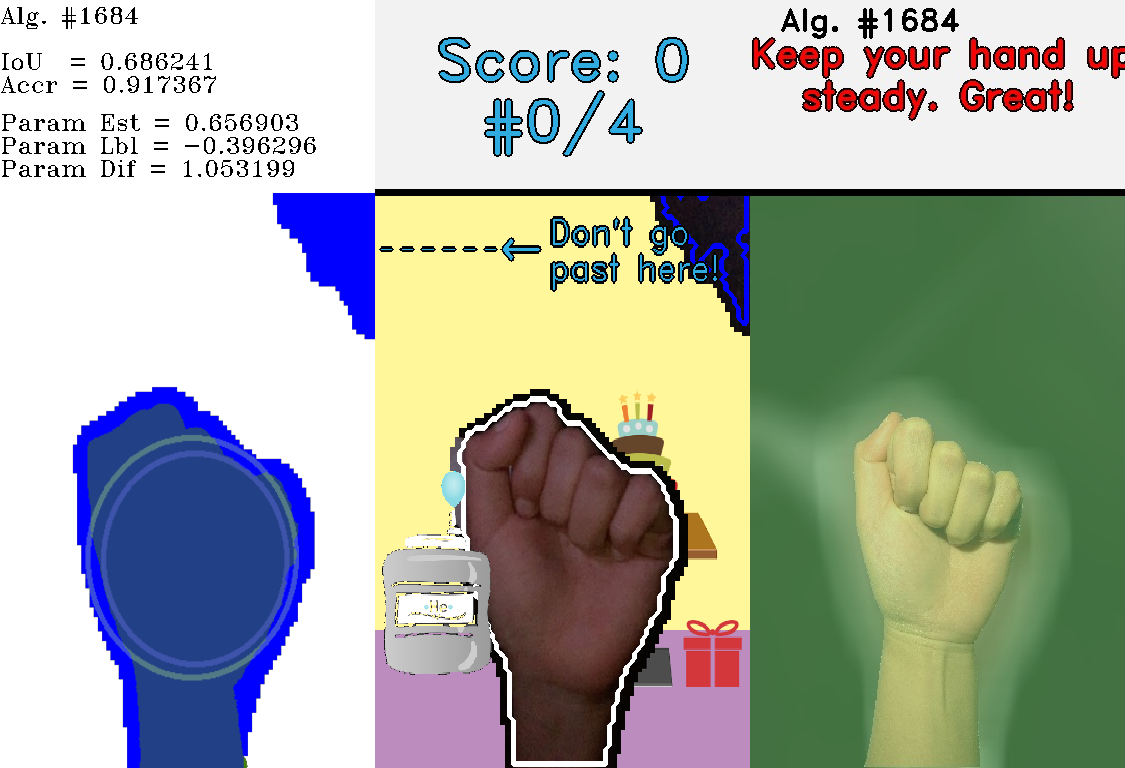 Alg. #1684
IoU = 0.686241
Accr = 0.917367
Param Est = 0.656903
Param Lbl = −0.396296
Param Dif = 1.053199
Score: 0
#0/4
Alg. #1684
Keep your hand up
steady. Great!
Don't go
past here!